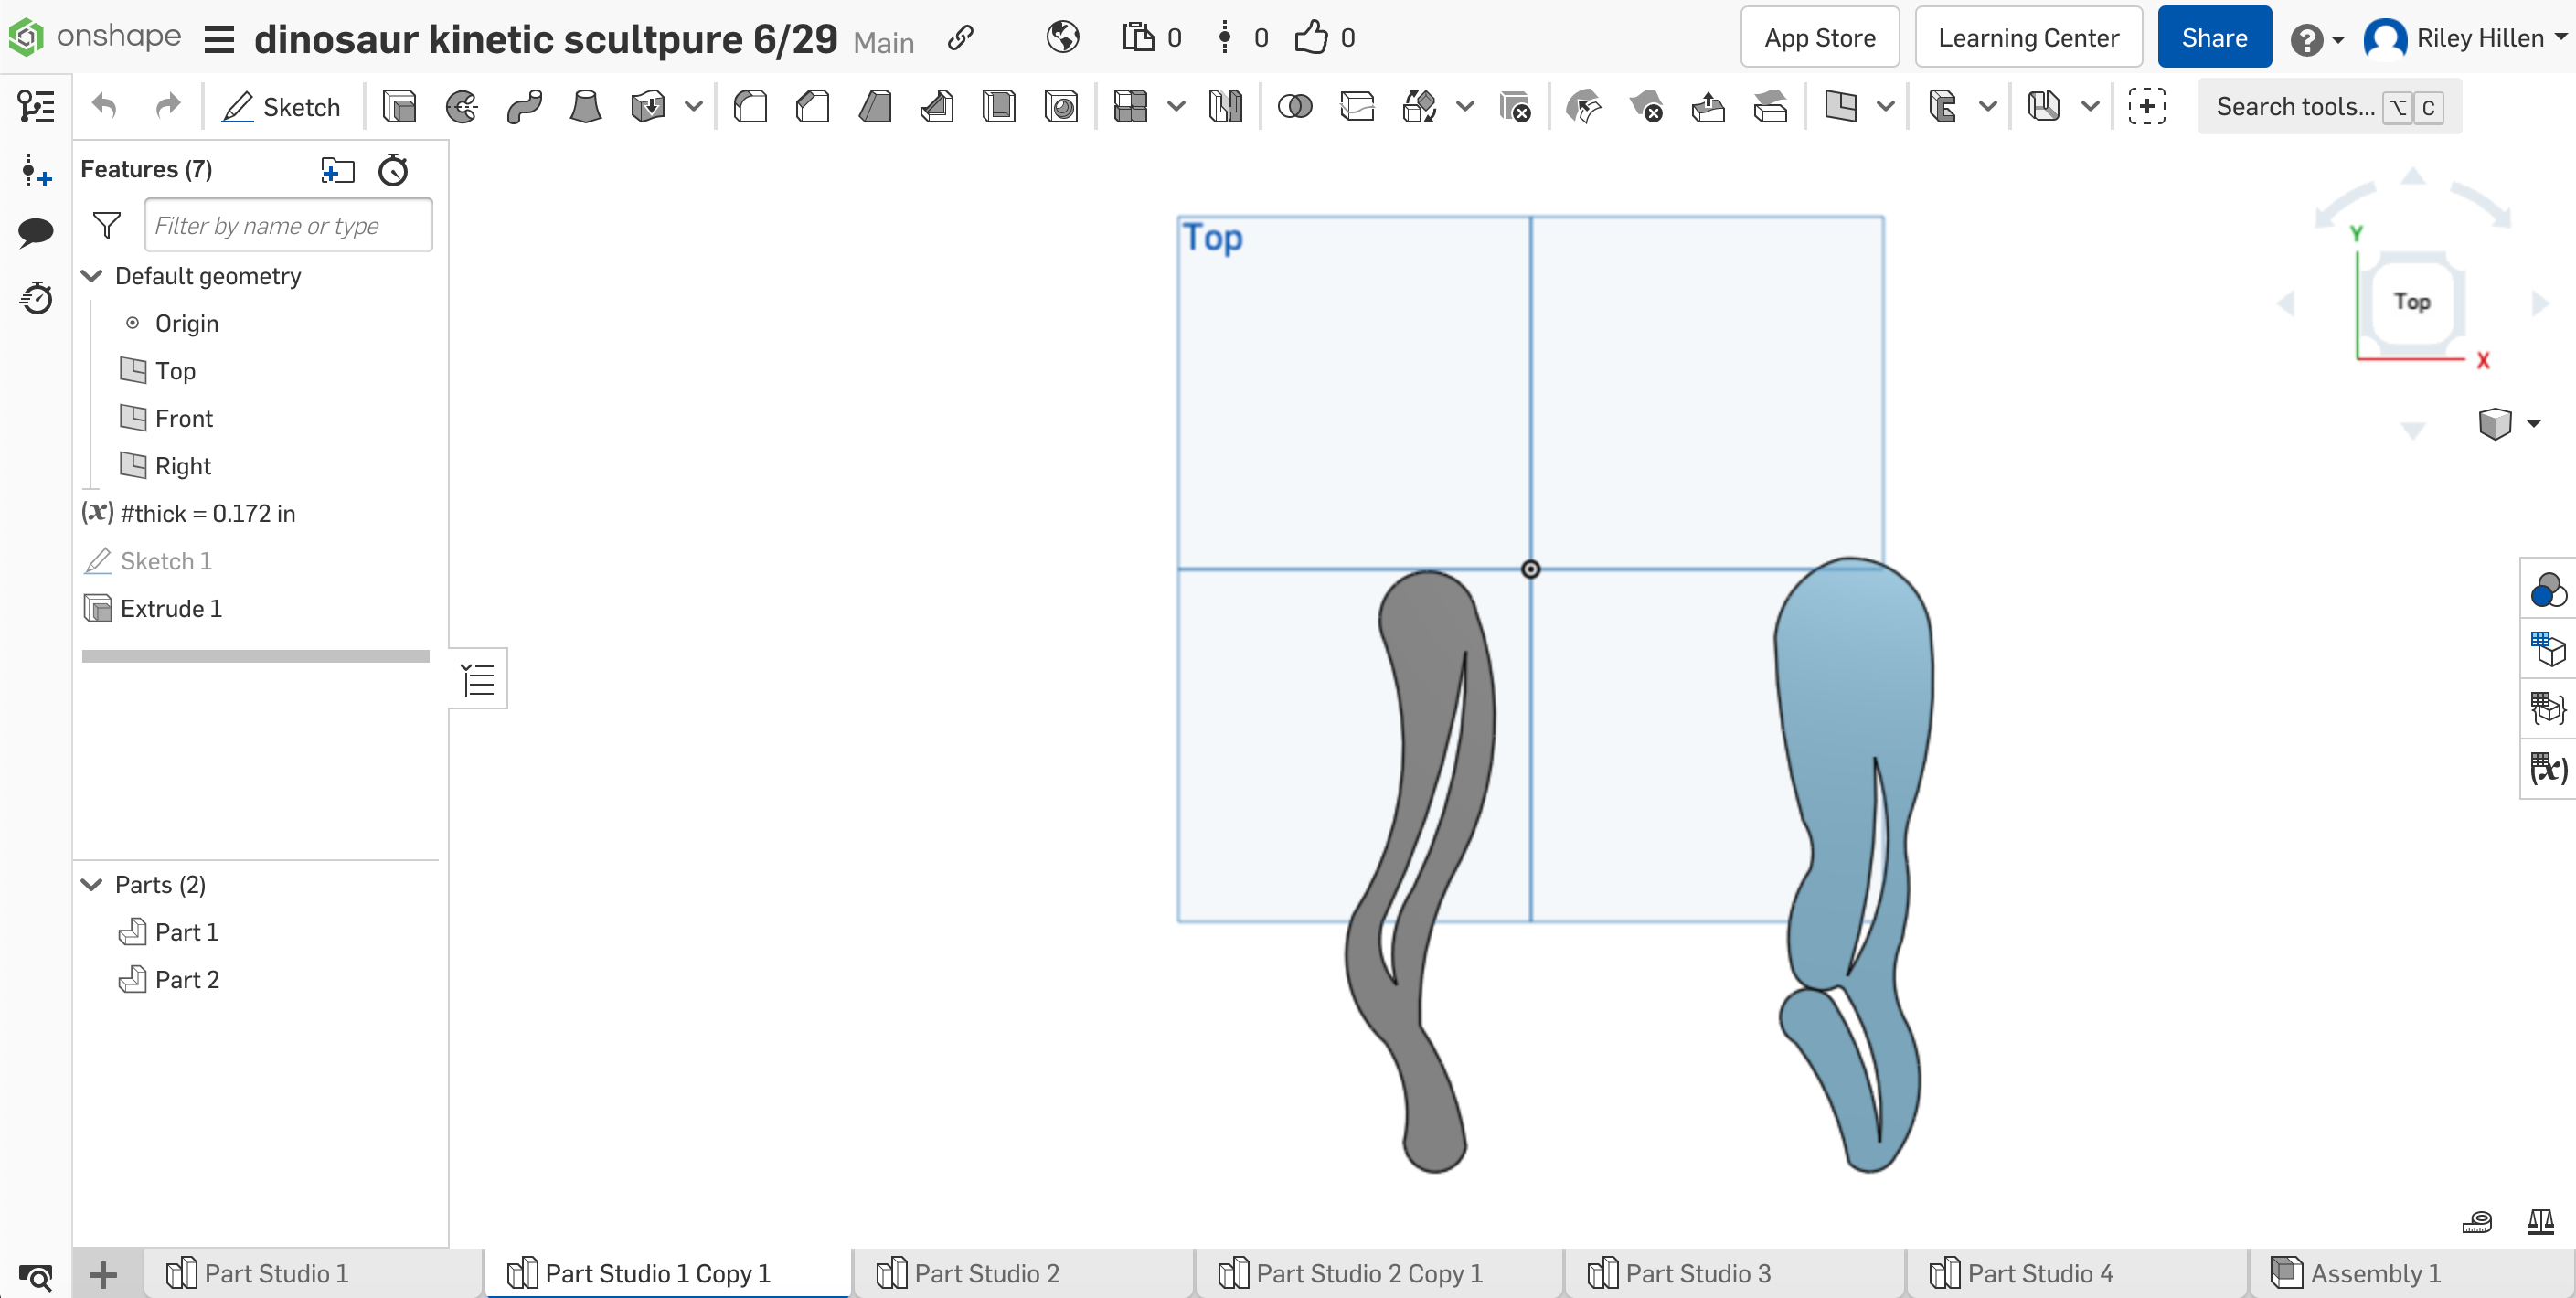 onshape dinosaur kinetic scultpure 6/29 Main 0 0 0 App Store Learning Center Share Riley Hillen
Sketch Search tools... ⌥ C
Features (7)
Filter by name or type
Default geometry
Origin
Top
Front
Right
(x) #thick = 0.172 in
Sketch 1
Extrude 1
Parts (2)
Part 1
Part 2
Top
Y
Top
X
(x)
Part Studio 1 Part Studio 1 Copy 1 Part Studio 2 Part Studio 2 Copy 1 Part Studio 3 Part Studio 4 Assembly 1